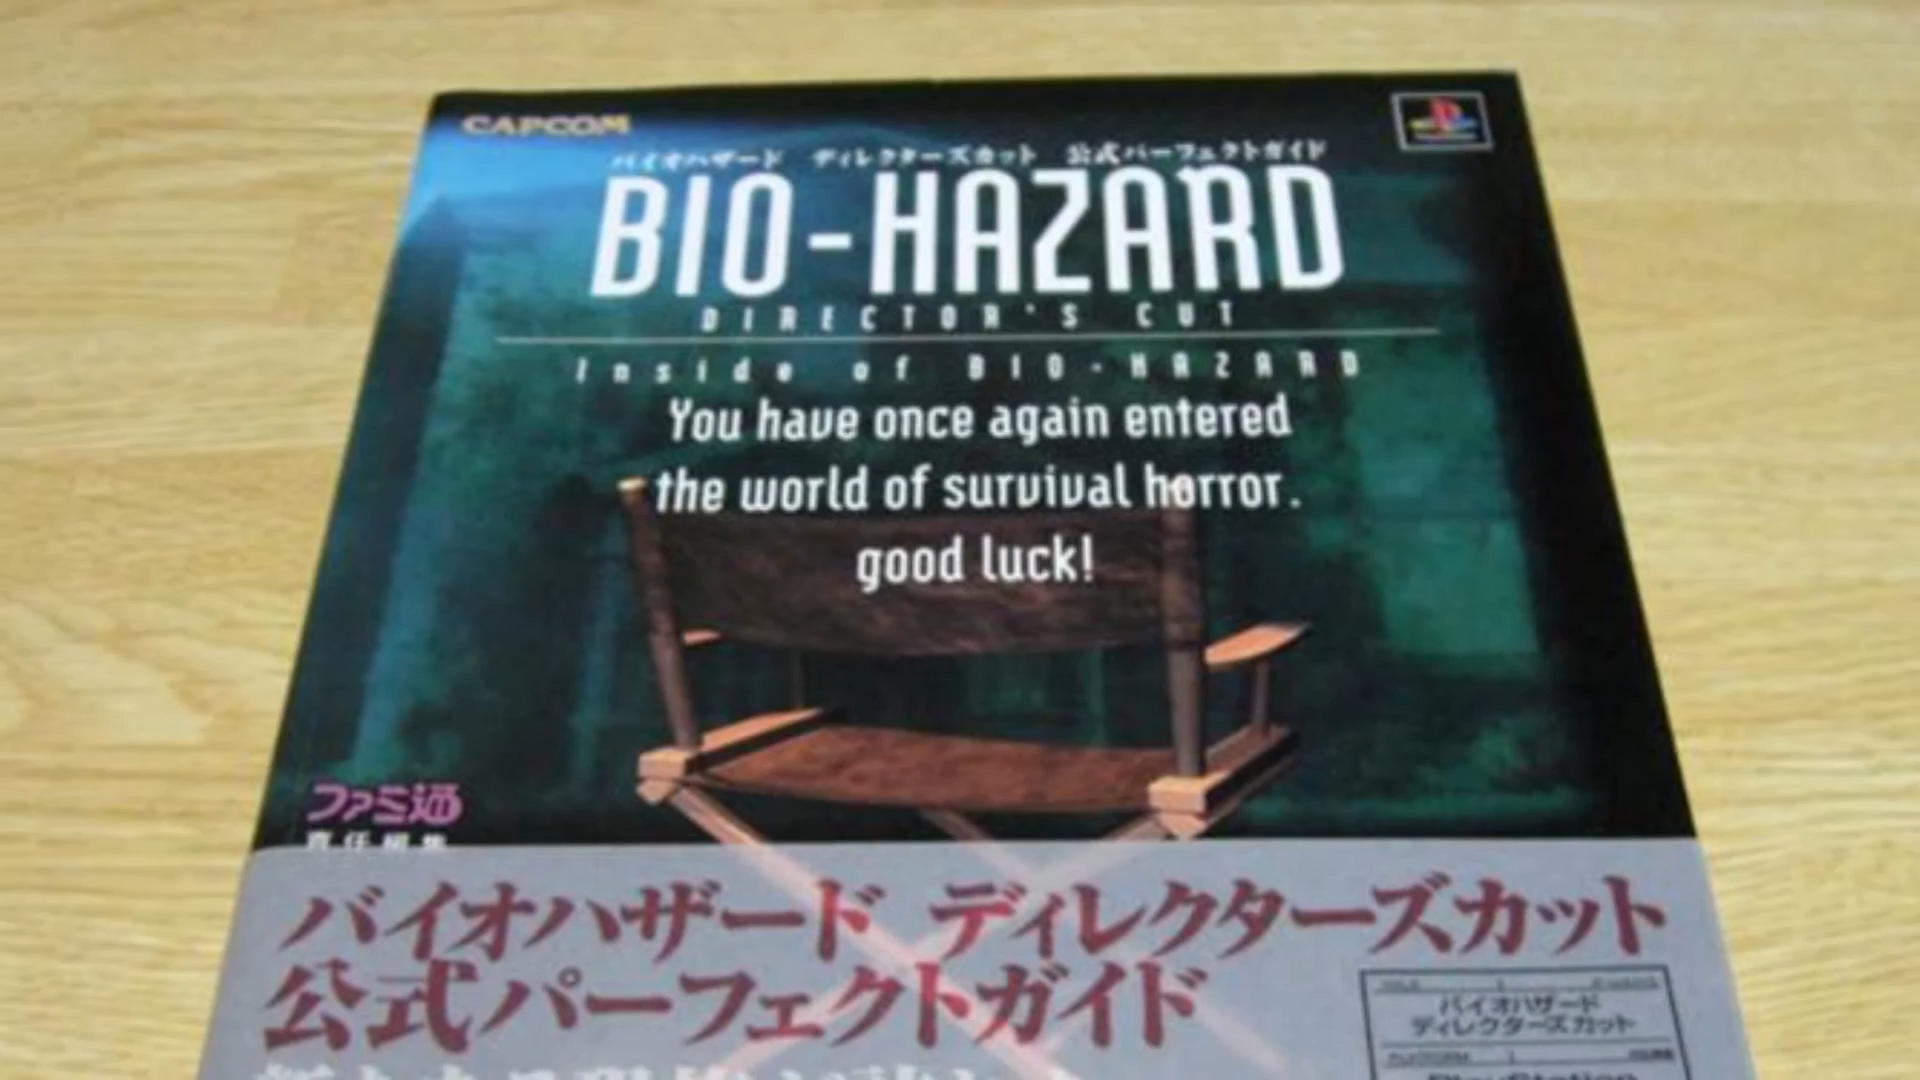 CAPCOM
バイオハザード ディレクターズカット 公式パーフェクトガイド
BIO-HAZARD
DIRECTOR'S CUT
Inside of BIO-HAZARD
You have once again entered
the world of survival horror.
good luck!
ファミ通
責任編集
バイオハザード ディレクターズカット
公式パーフェクトガイド
バイオハザード
ディレクターズカット
PlayStation